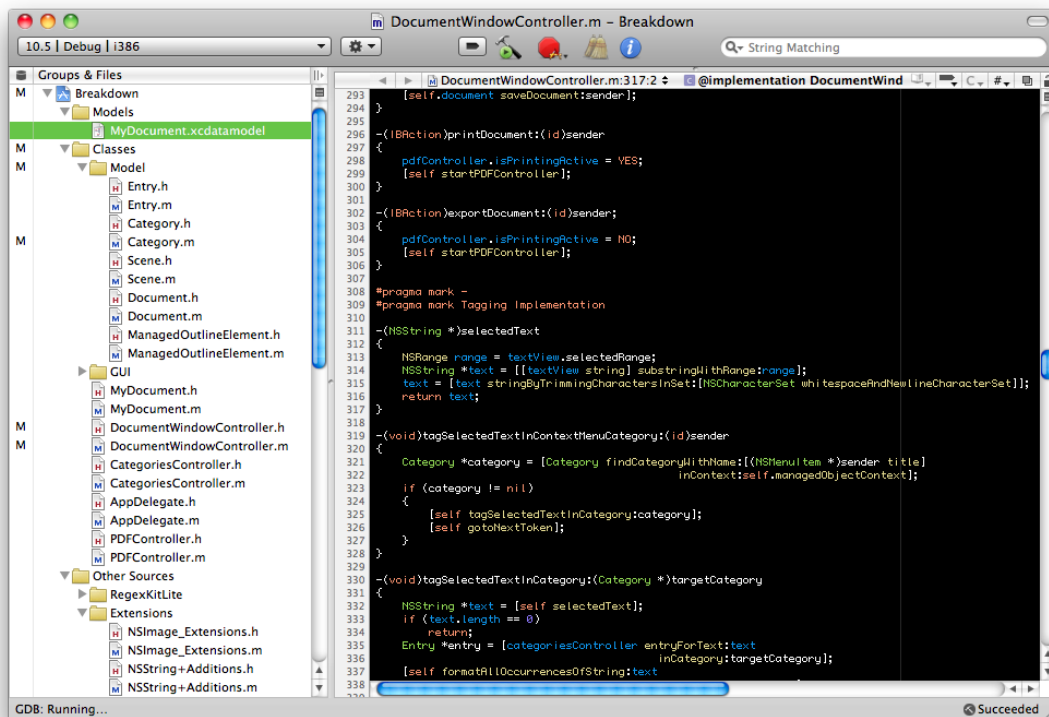 DocumentWindowController.m – Breakdown
10.5 | Debug | i386
String Matching
Groups & Files
M Breakdown
Models
MyDocument.xcdatamodel
M Classes
M Model
Entry.h
Entry.m
Category.h
M Category.m
Scene.h
Scene.m
Document.h
Document.m
ManagedOutlineElement.h
ManagedOutlineElement.m
GUI
MyDocument.h
MyDocument.m
M DocumentWindowController.h
M DocumentWindowController.m
CategoriesController.h
CategoriesController.m
AppDelegate.h
AppDelegate.m
PDFController.h
PDFController.m
Other Sources
RegexKitLite
Extensions
NSImage_Extensions.h
NSImage_Extensions.m
NSString+Additions.h
NSString+Additions.m
DocumentWindowController.m:317:2 @implementation DocumentWind C #
293 [self.document saveDocument:sender];
294 }
295
296 -(IBAction)printDocument:(id)sender
297 {
298 pdfController.isPrintingActive = YES;
299 [self startPDFController];
300 }
301
302 -(IBAction)exportDocument:(id)sender;
303 {
304 pdfController.isPrintingActive = NO;
305 [self startPDFController];
306 }
307
308 #pragma mark -
309 #pragma mark Tagging Implementation
310
311 -(NSString *)selectedText
312 {
313 NSRange range = textView.selectedRange;
314 NSString *text = [[textView string] substringWithRange:range];
315 text = [text stringByTrimmingCharactersInSet:[NSCharacterSet whitespaceAndNewlineCharacterSet]];
316 return text;
317 }
318
319 -(void)tagSelectedTextInContextMenuCategory:(id)sender
320 {
321 Category *category = [Category findCategoryWithName:[(NSMenuItem *)sender title]
322 inContext:self.managedObjectContext];
323 if (category != nil)
324 {
325 [self tagSelectedTextInCategory:category];
326 [self gotoNextToken];
327 }
328 }
329
330 -(void)tagSelectedTextInCategory:(Category *)targetCategory
331 {
332 NSString *text = [self selectedText];
333 if (text.length == 0)
334 return;
335 Entry *entry = [categoriesController entryForText:text
336 inCategory:targetCategory];
337 [self formatAllOccurrencesOfString:text
338
GDB: Running...
Succeeded